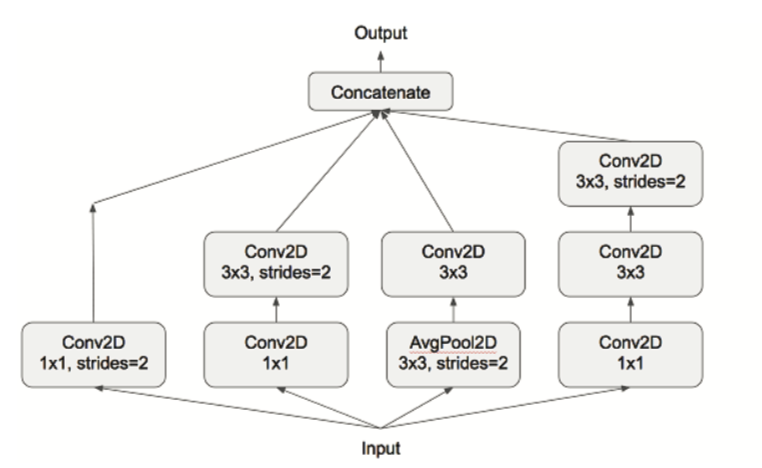 Output
Concatenate
Conv2D
3x3, strides=2
Conv2D
3x3, strides=2
Conv2D
3x3
Conv2D
3x3
Conv2D
1x1, strides=2
Conv2D
1x1
AvgPool2D
3x3, strides=2
Conv2D
1x1
Input